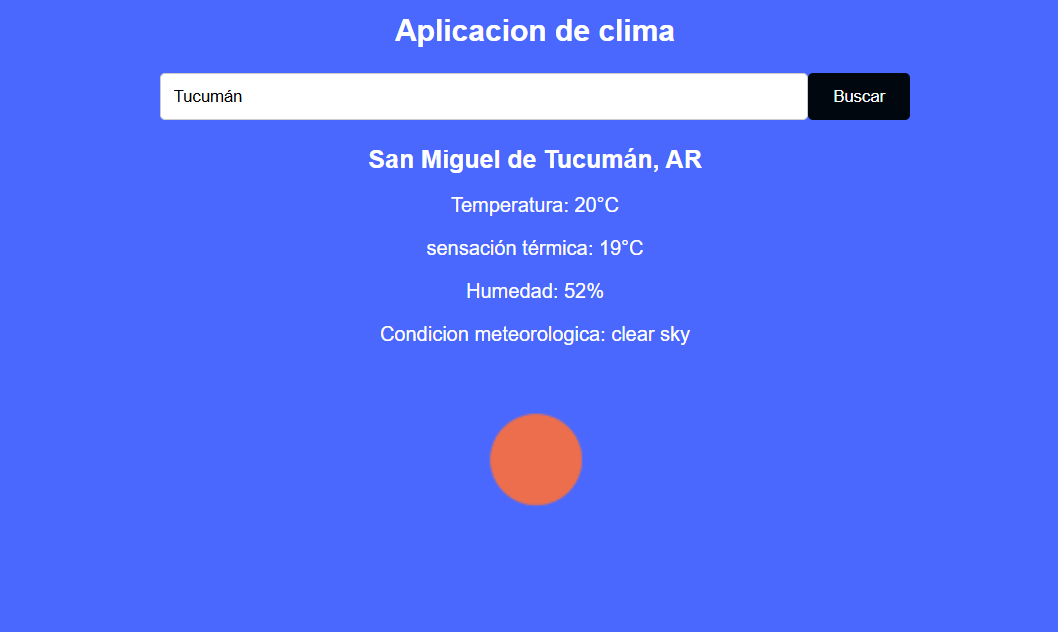 Aplicacion de clima
Tucumán
Buscar
San Miguel de Tucumán, AR
Temperatura: 20°C
sensación térmica: 19°C
Humedad: 52%
Condicion meteorologica: clear sky